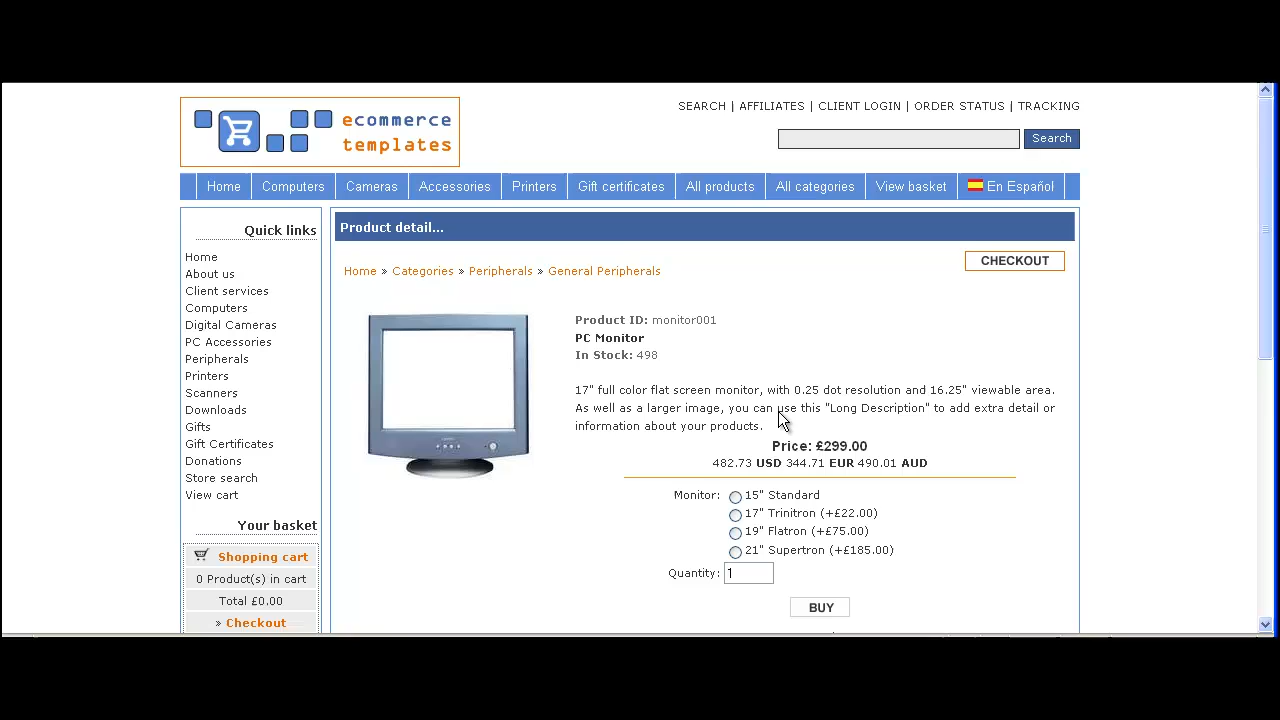 ecommerce
templates
SEARCH | AFFILIATES | CLIENT LOGIN | ORDER STATUS | TRACKING
Search
Home Computers Cameras Accessories Printers Gift certificates All products All categories View basket En Español
Quick links
Home
About us
Client services
Computers
Digital Cameras
PC Accessories
Peripherals
Printers
Scanners
Downloads
Gifts
Gift Certificates
Donations
Store search
View cart
Your basket
Shopping cart
0 Product(s) in cart
Total £0.00
» Checkout
Product detail...
Home » Categories » Peripherals » General Peripherals
CHECKOUT
Product ID: monitor001
PC Monitor
In Stock: 498
17" full color flat screen monitor, with 0.25 dot resolution and 16.25" viewable area.
As well as a larger image, you can use this "Long Description" to add extra detail or
information about your products.
Price: £299.00
482.73 USD 344.71 EUR 490.01 AUD
Monitor: 15" Standard
17" Trinitron (+£22.00)
19" Flatron (+£75.00)
21" Supertron (+£185.00)
Quantity: 1
BUY